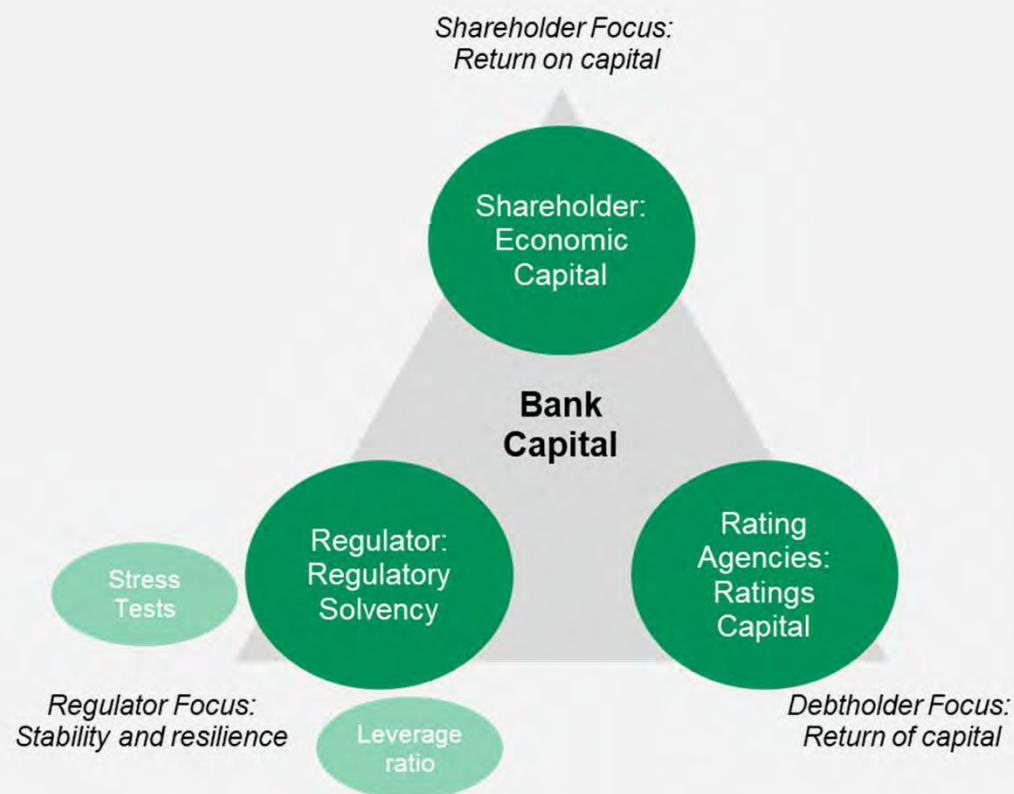 Shareholder Focus:
Return on capital
Shareholder:
Economic
Capital
Bank
Capital
Regulator:
Regulatory
Solvency
Rating
Agencies:
Ratings
Capital
Stress
Tests
Regulator Focus:
Stability and resilience
Leverage
ratio
Debtholder Focus:
Return of capital